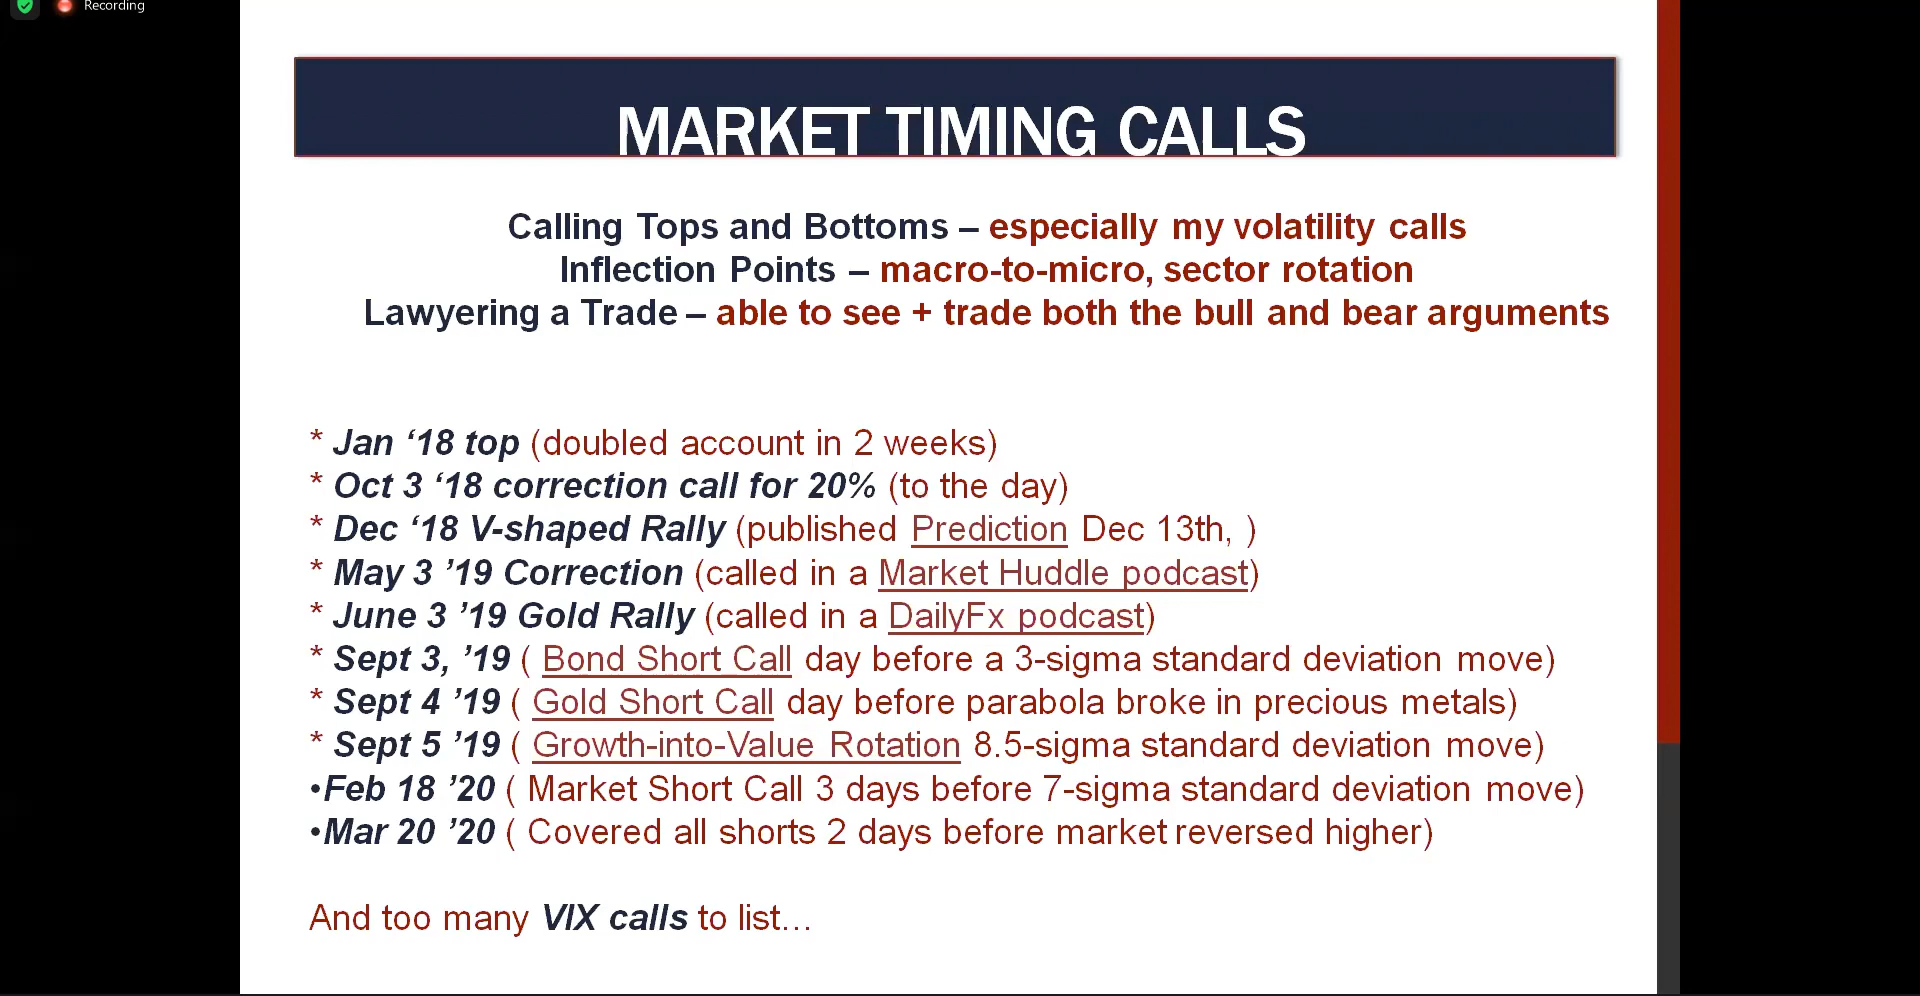 Recording
MARKET TIMING CALLS
Calling Tops and Bottoms – especially my volatility calls
Inflection Points – macro-to-micro, sector rotation
Lawyering a Trade – able to see + trade both the bull and bear arguments
* Jan ‘18 top (doubled account in 2 weeks)
* Oct 3 ‘18 correction call for 20% (to the day)
* Dec ‘18 V-shaped Rally (published Prediction Dec 13th, )
* May 3 ’19 Correction (called in a Market Huddle podcast)
* June 3 ’19 Gold Rally (called in a DailyFx podcast)
* Sept 3, ’19 ( Bond Short Call day before a 3-sigma standard deviation move)
* Sept 4 ’19 ( Gold Short Call day before parabola broke in precious metals)
* Sept 5 ’19 ( Growth-into-Value Rotation 8.5-sigma standard deviation move)
•Feb 18 ’20 ( Market Short Call 3 days before 7-sigma standard deviation move)
•Mar 20 ’20 ( Covered all shorts 2 days before market reversed higher)
And too many VIX calls to list…